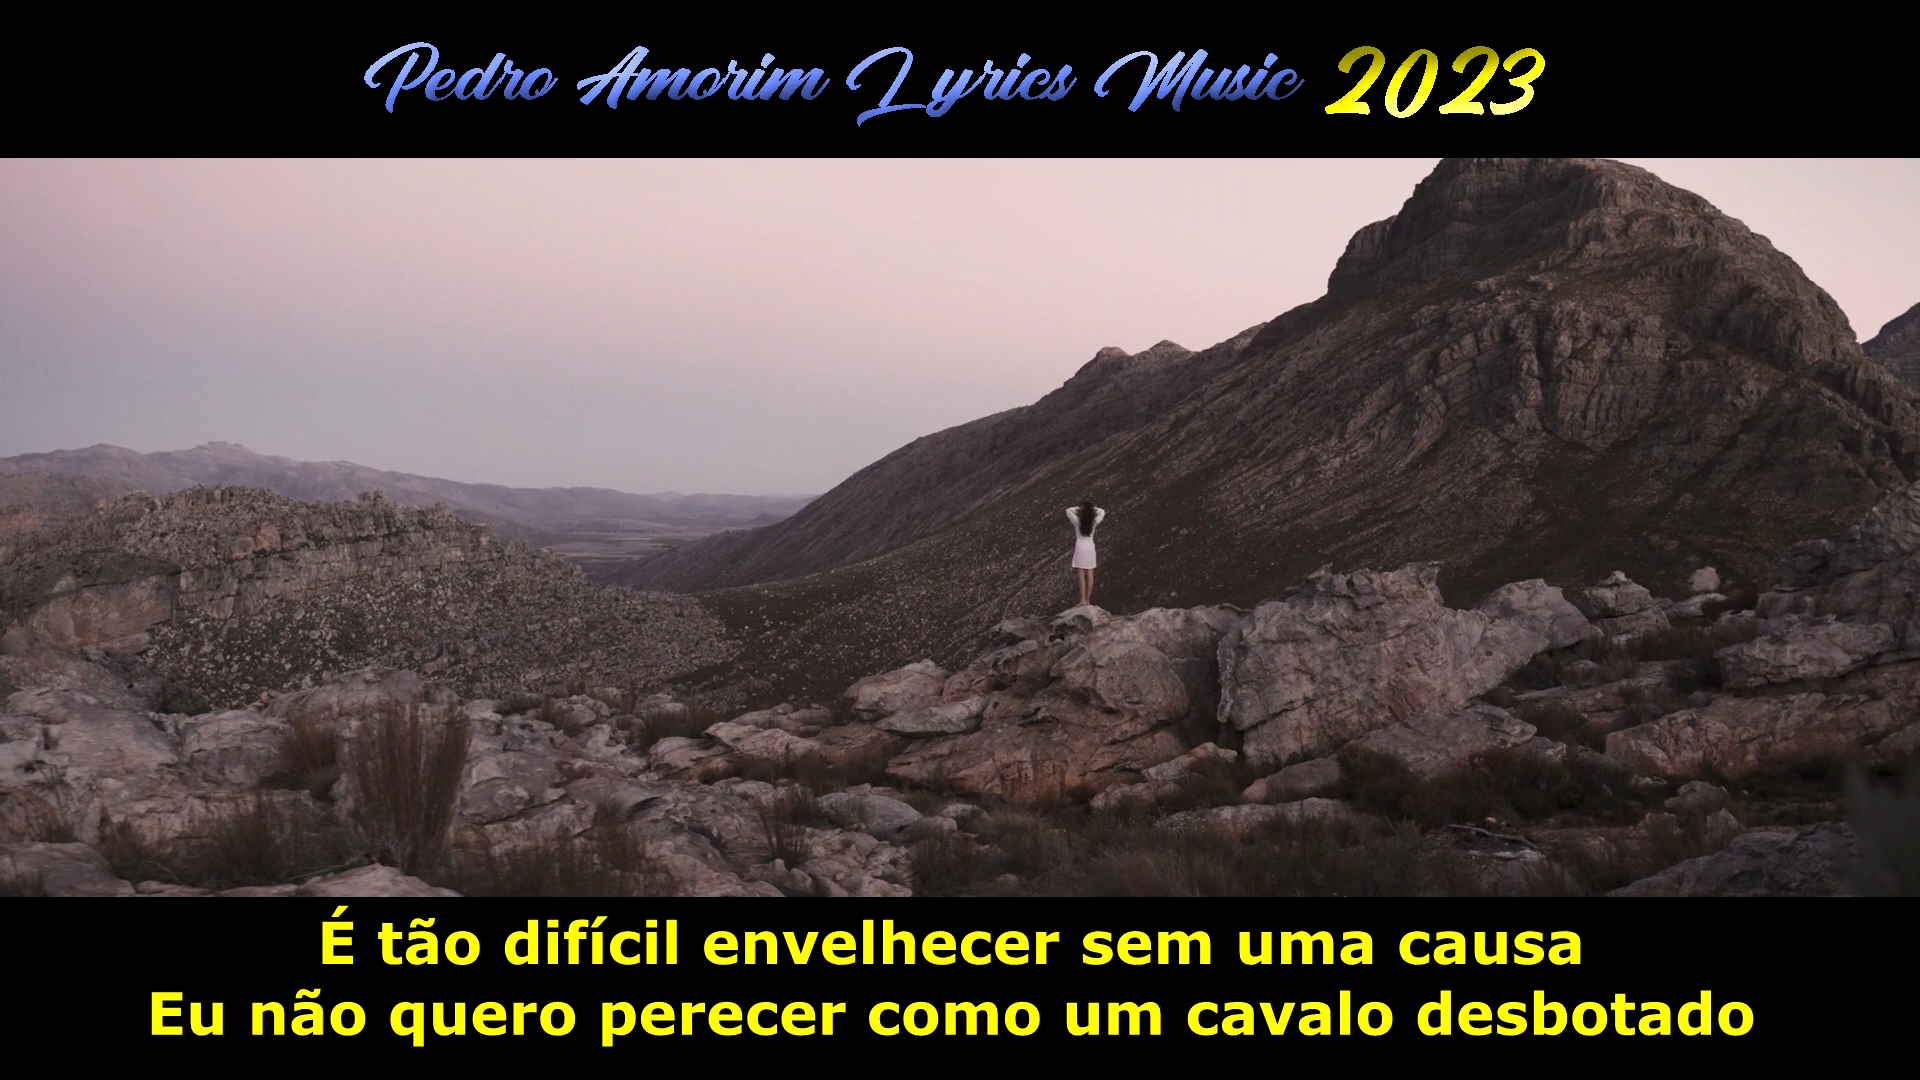 Pedro Amorim Lyrics Music 2023
É tão difícil envelhecer sem uma causa
Eu não quero perecer como um cavalo desbotado